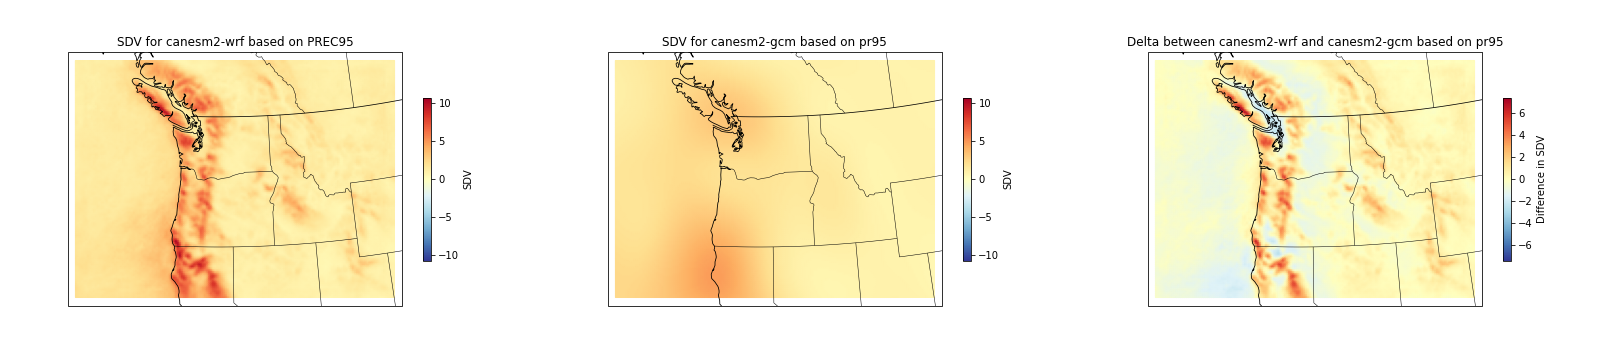 SDV for canesm2-wrf based on PREC95
10
5
0
−5
−10
SDV
SDV for canesm2-gcm based on pr95
10
5
0
−5
−10
SDV
Delta between canesm2-wrf and canesm2-gcm based on pr95
6
4
2
0
−2
−4
−6
Difference in SDV